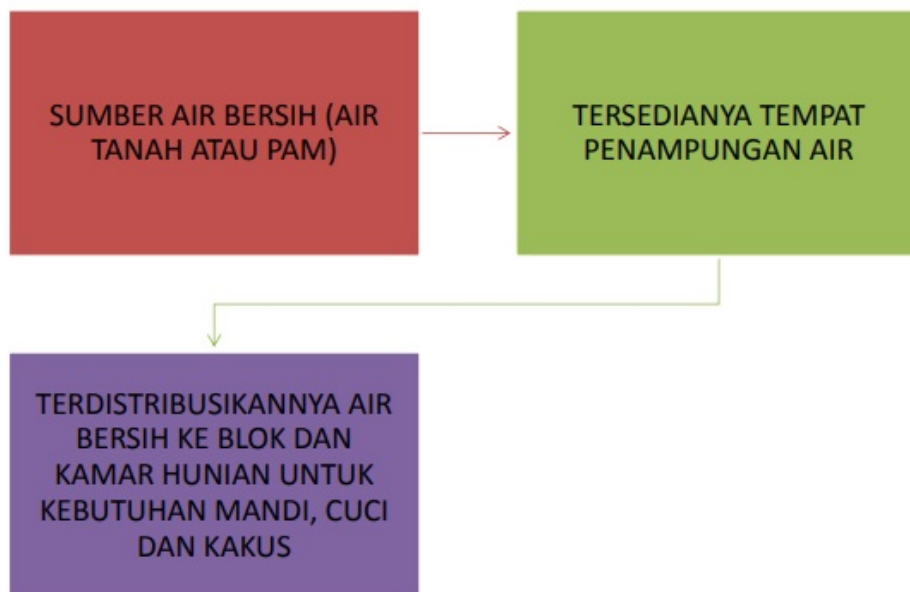 SUMBER AIR BERSIH (AIR
TANAH ATAU PAM)
TERSEDIANYA TEMPAT
PENAMPUNGAN AIR
TERDISTRIBUSIKANNYA AIR
BERSIH KE BLOK DAN
KAMAR HUNIAN UNTUK
KEBUTUHAN MANDI, CUCI
DAN KAKUS